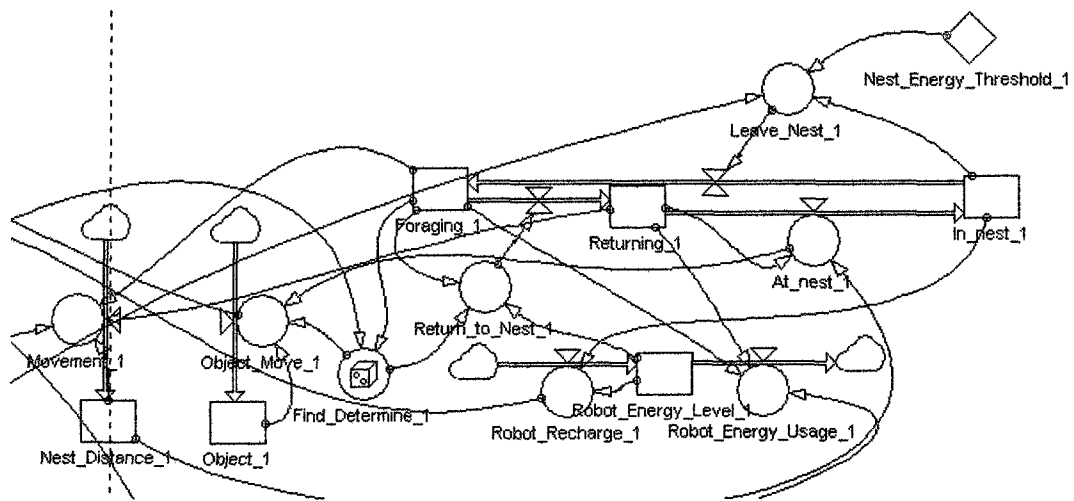 Nest_Energy_Threshold_1
Leave_Nest_1
Foraging_1
Returning_1
In_nest_1
At_nest_1
Return_to_Nest_1
Movement_1
Object_Move_1
Find_Determine_1
Robot_Energy_Level_1
Robot_Recharge_1
Robot_Energy_Usage_1
Nest_Distance_1
Object_1